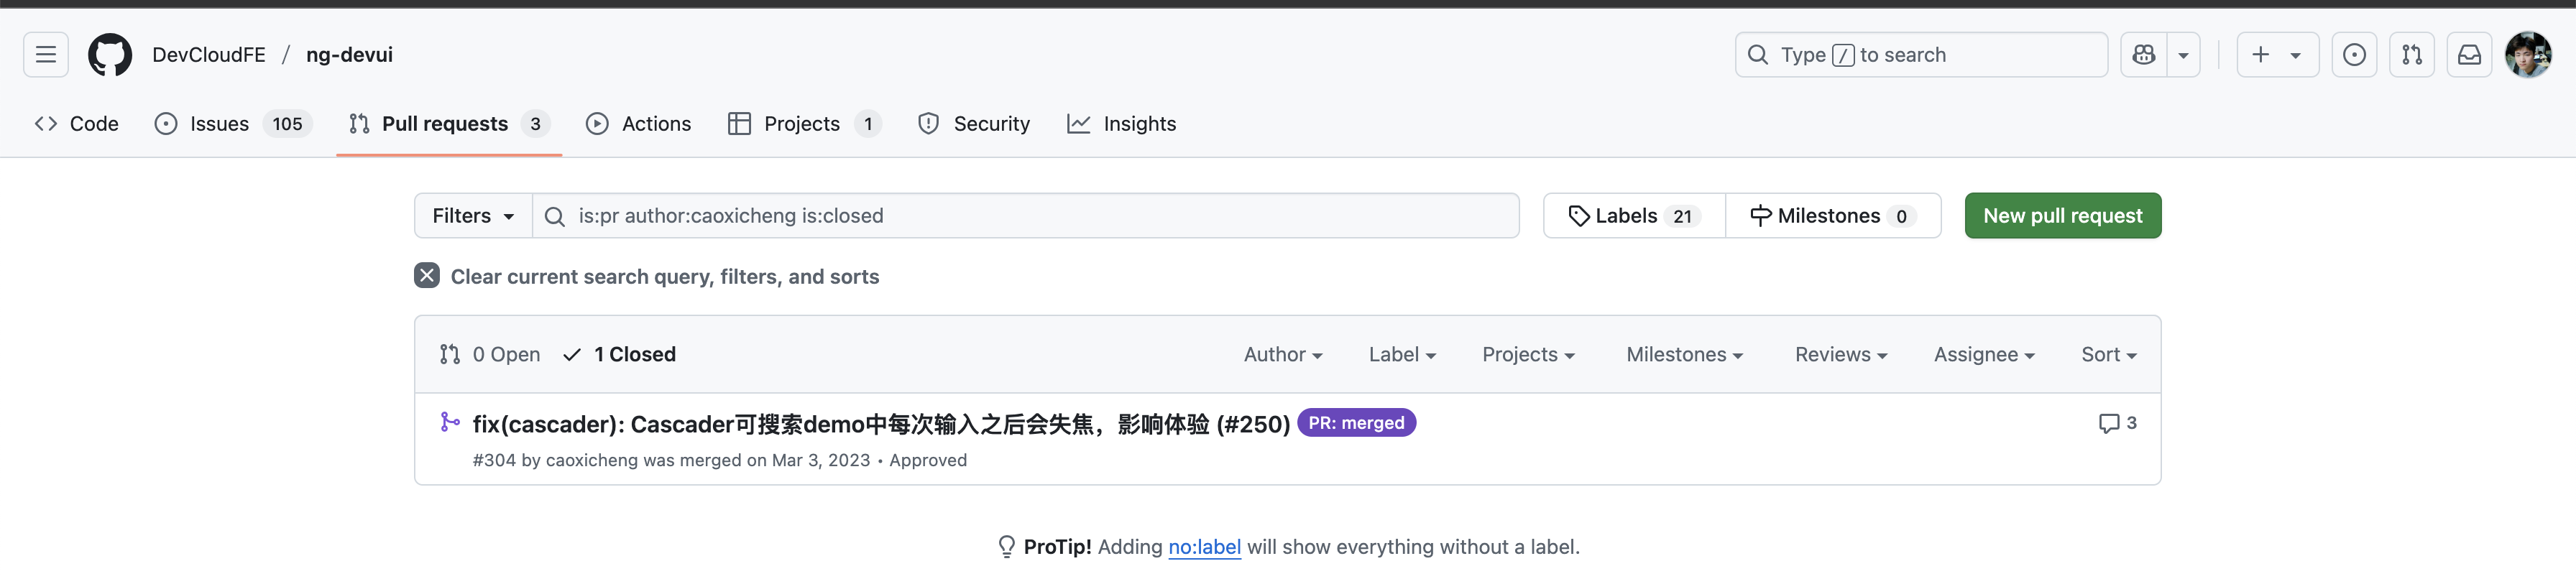 DevCloudFE / ng-devui
Type / to search
Code Issues 105 Pull requests 3 Actions Projects 1 Security Insights
Filters is:pr author:caoxicheng is:closed Labels 21 Milestones 0 New pull request
Clear current search query, filters, and sorts
0 Open 1 Closed Author Label Projects Milestones Reviews Assignee Sort
fix(cascader): Cascader可搜索demo中每次输入之后会失焦，影响体验 (#250) PR: merged 3
#304 by caoxicheng was merged on Mar 3, 2023 • Approved
ProTip! Adding no:label will show everything without a label.